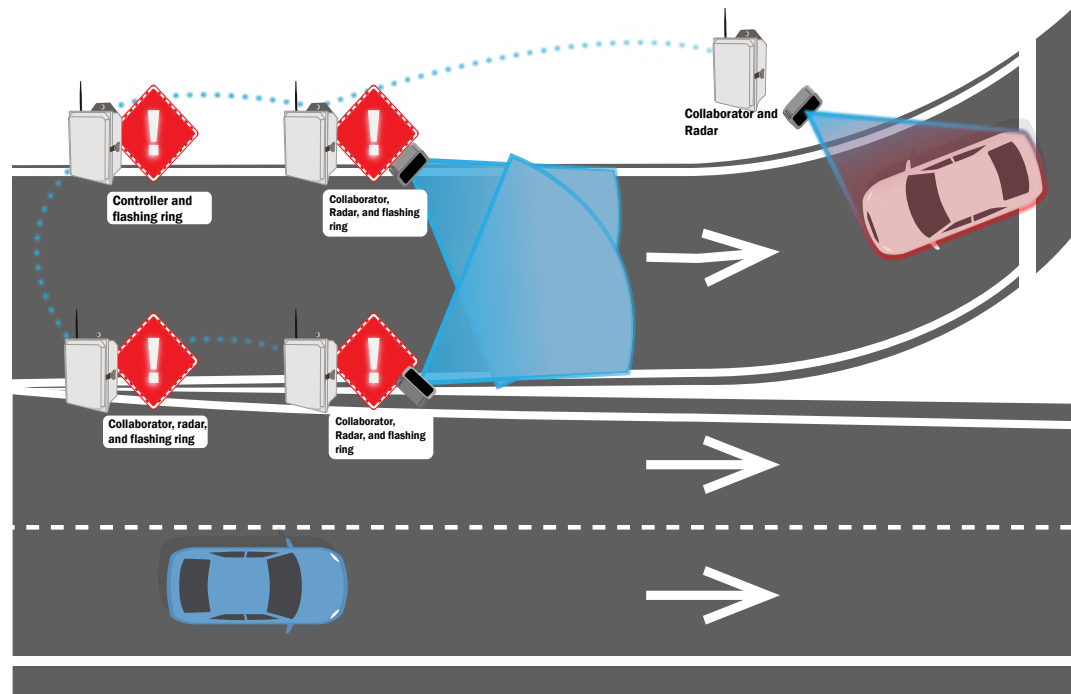 Collaborator and
Radar
Controller and
flashing ring
Collaborator,
Radar, and flashing
ring
Collaborator, radar,
and flashing ring
Collaborator,
Radar, and flashing
ring